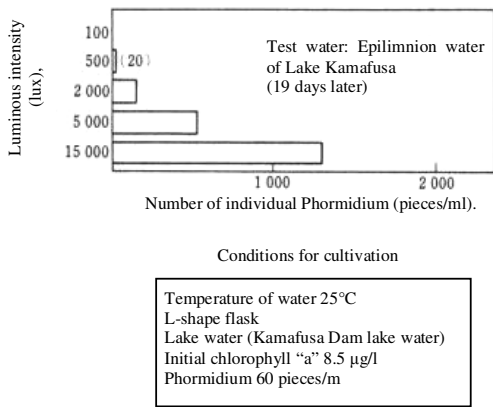 Luminous intensity
(lux),
100
500
(20)
2 000
5 000
15 000
Test water: Epilimnion water
of Lake Kamafusa
(19 days later)
1 000
2 000
Number of individual Phormidium (pieces/ml).
Conditions for cultivation
Temperature of water 25°C
L-shape flask
Lake water (Kamafusa Dam lake water)
Initial chlorophyll “a” 8.5 µg/l
Phormidium 60 pieces/m